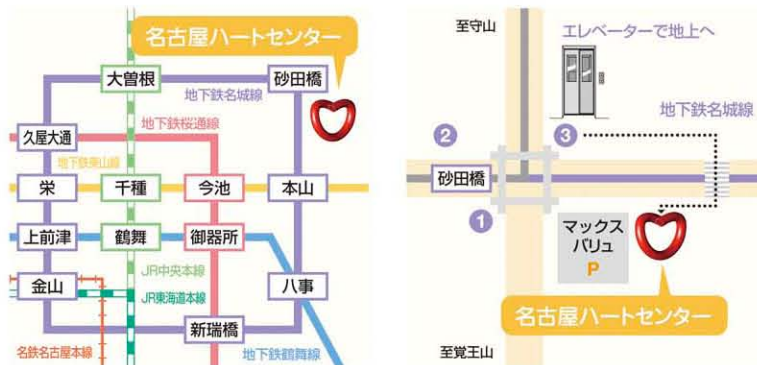 名古屋ハートセンター
大曽根
砂田橋
地下鉄名城線
久屋大通
地下鉄桜通線
地下鉄東山線
栄
千種
今池
本山
上前津
鶴舞
御器所
JR中央本線
金山
JR東海道本線
八事
新瑞橋
名鉄名古屋本線
地下鉄鶴舞線
至守山
エレベーターで地上へ
地下鉄名城線
2
3
砂田橋
1
マックス
バリュ
P
名古屋ハートセンター
至覚王山